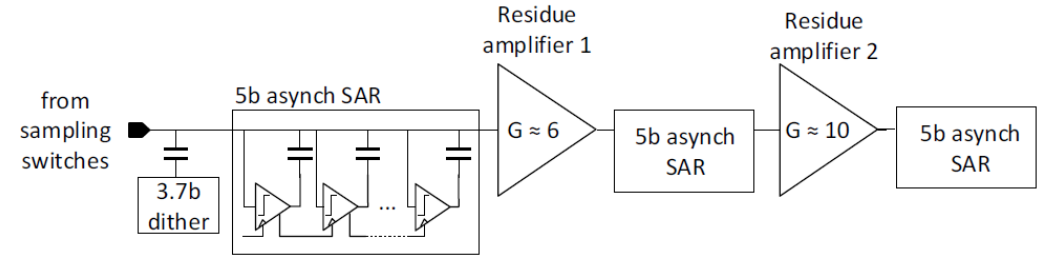 Residue
amplifier 1
Residue
amplifier 2
from
sampling
switches
5b asynch SAR
3.7b
dither
...
G ≈ 6
5b asynch
SAR
G ≈ 10
5b asynch
SAR